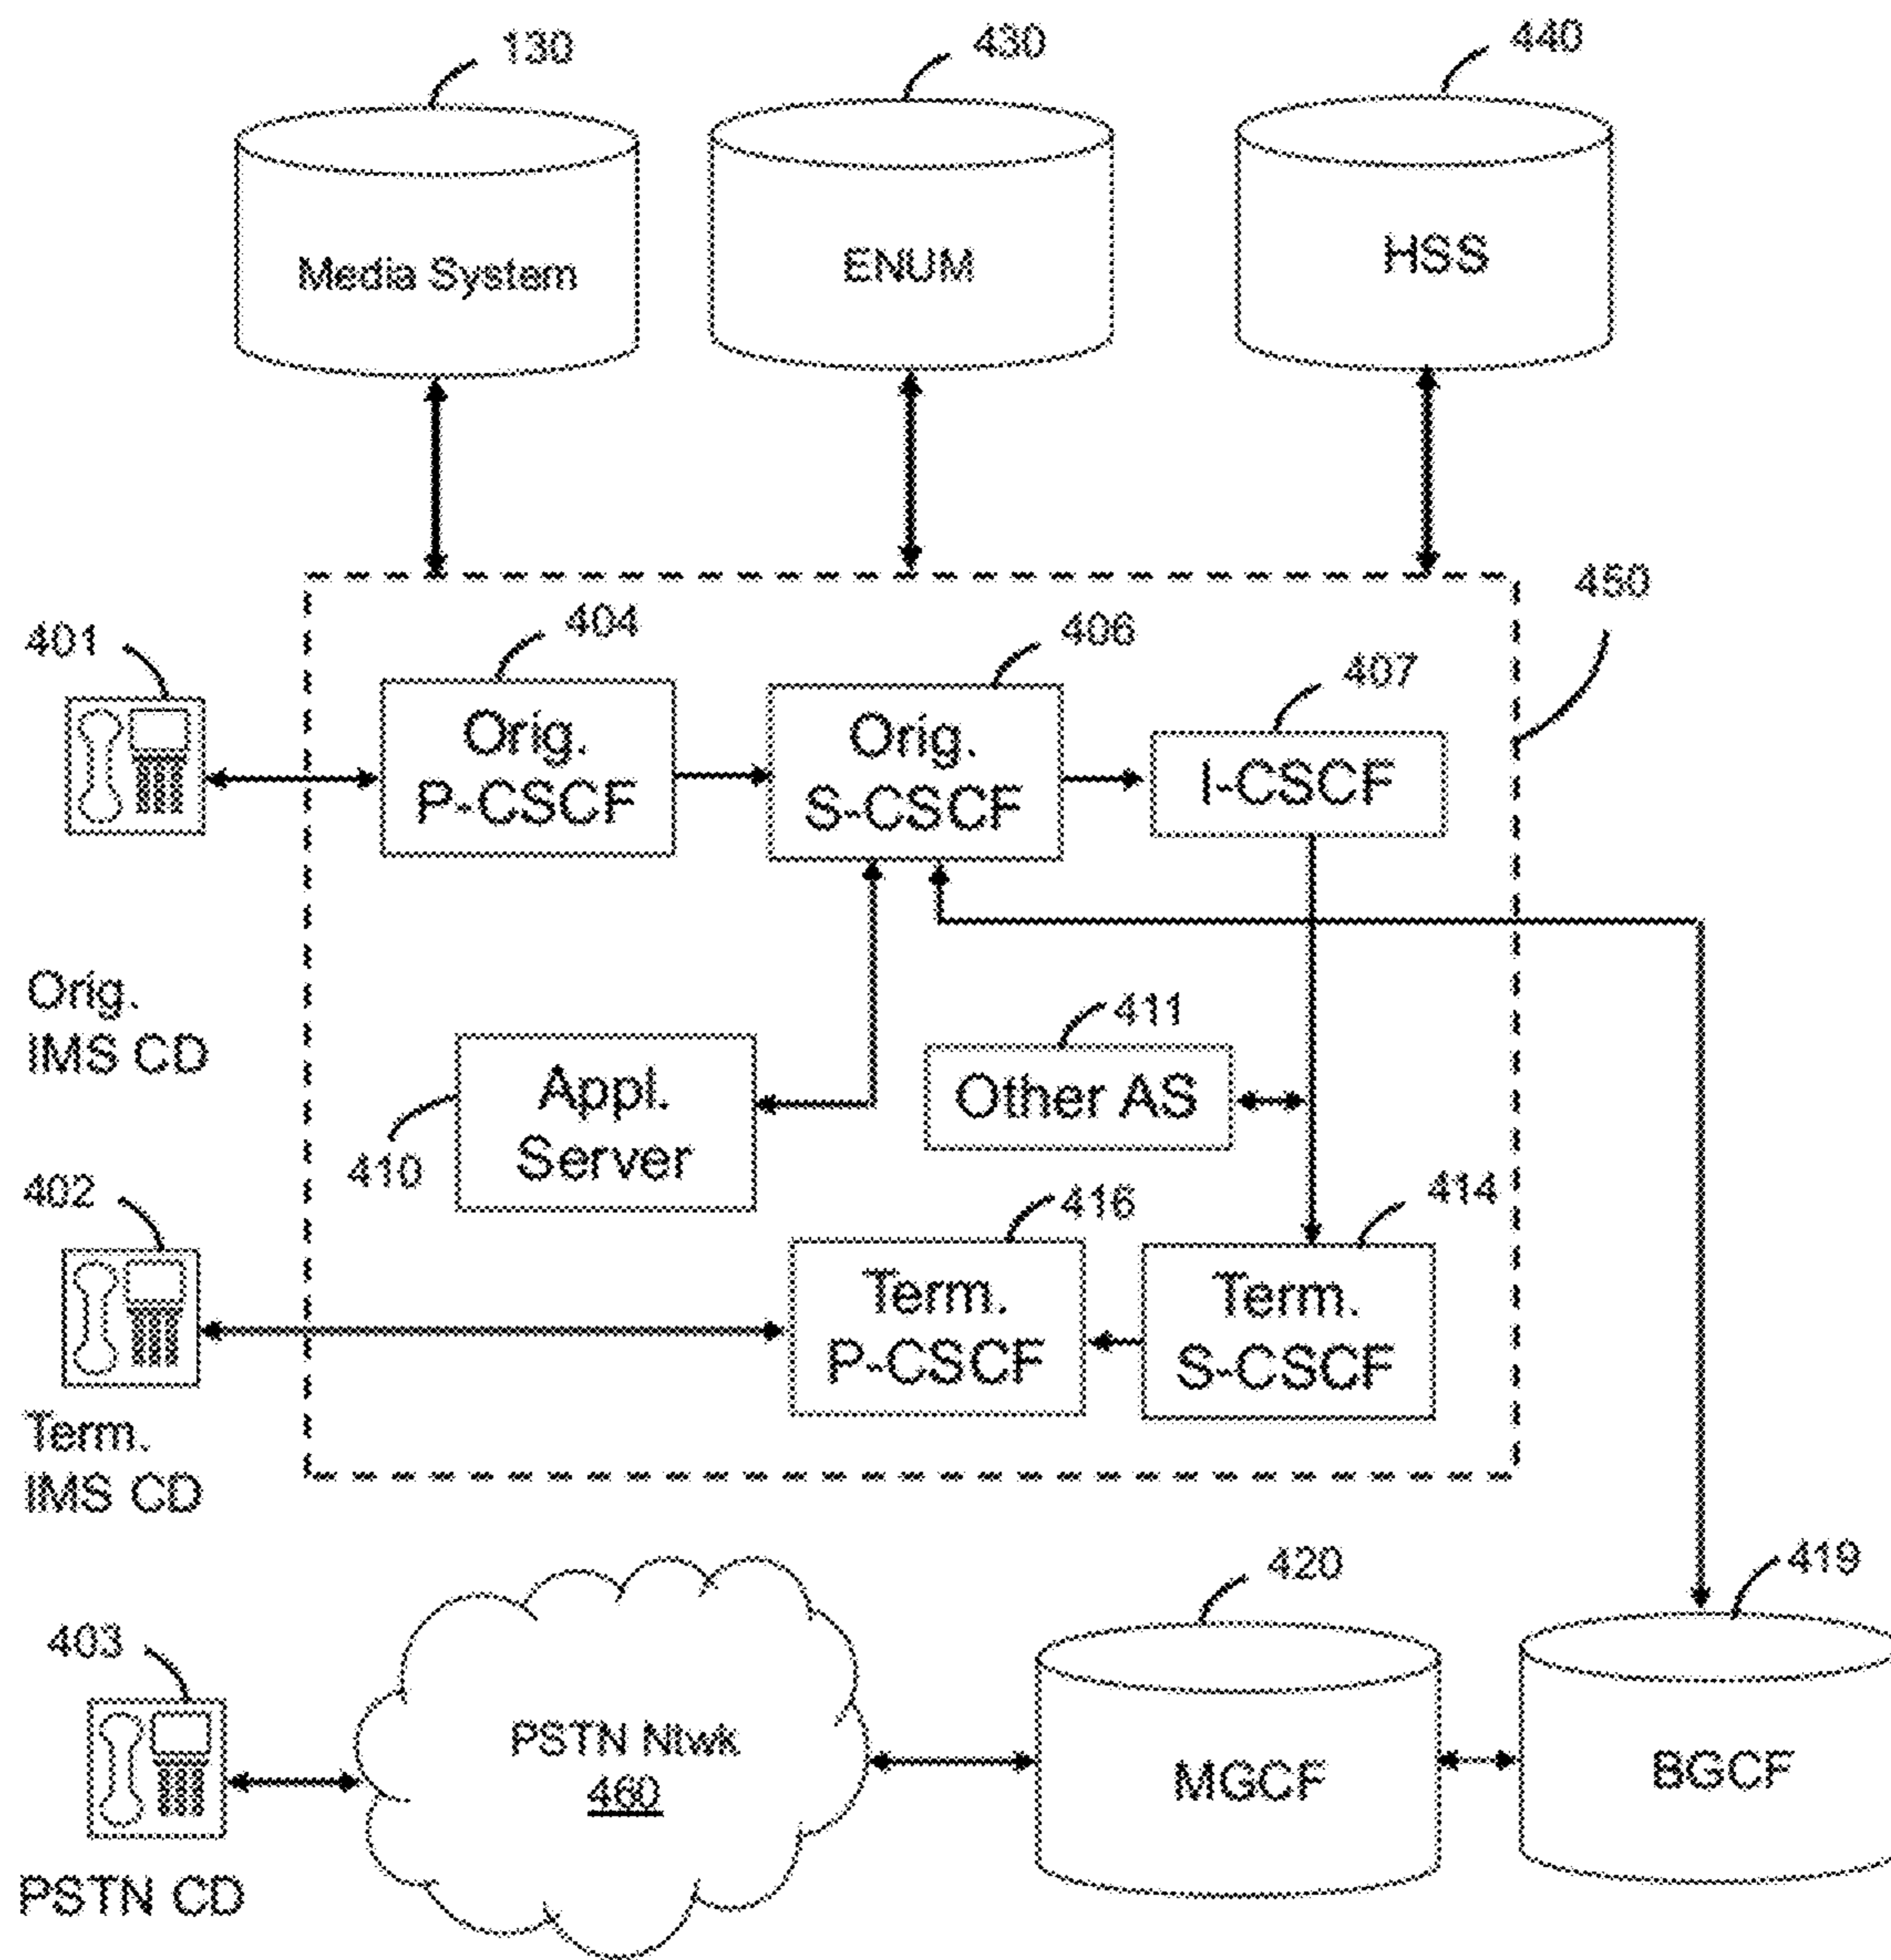 130
430
440
Media System
ENUM
HSS
450
401
404
406
407
Orig.
P-CSCF
Orig.
S-CSCF
I-CSCF
Orig.
IMS CD
411
Appl.
Server
Other AS
410
402
416
414
Term.
P-CSCF
Term.
S-CSCF
Term.
IMS CD
420
419
403
PSTN Ntwk
460
MGCF
BGCF
PSTN CD